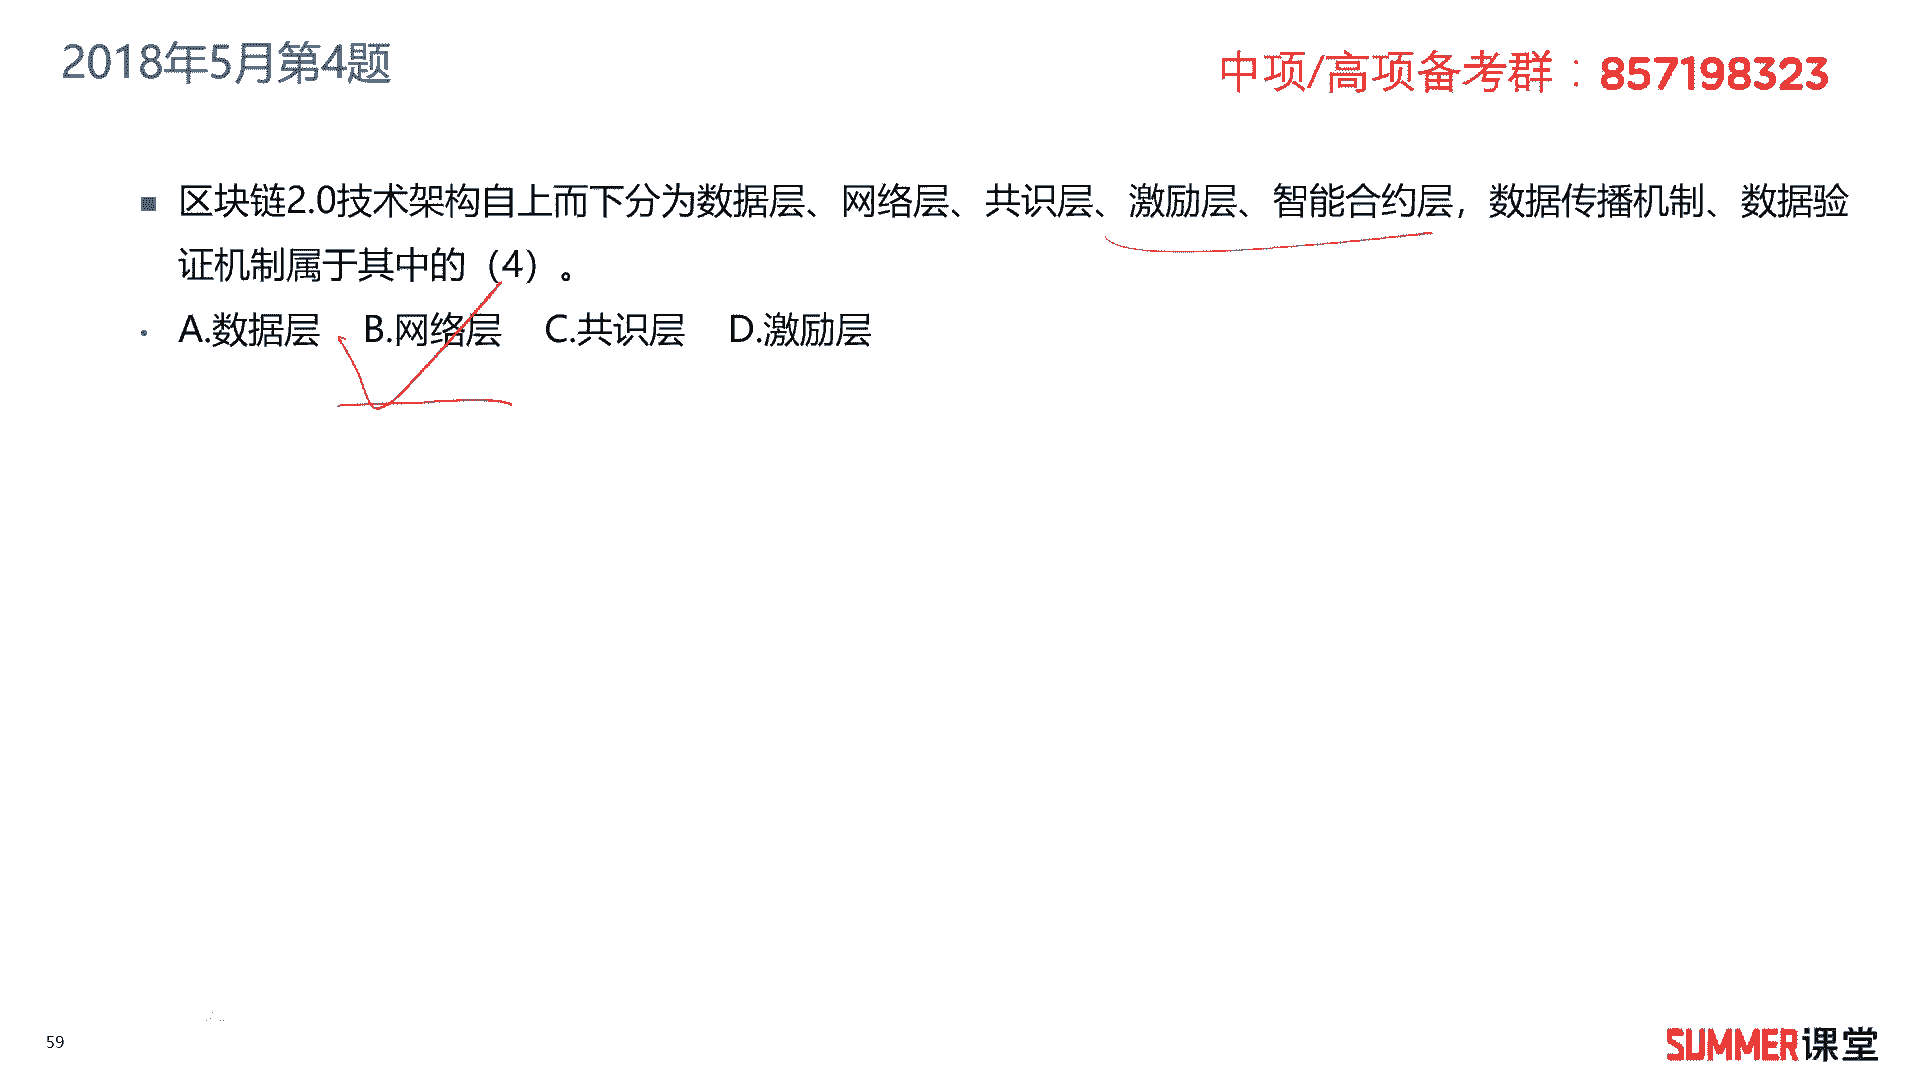 2018年5月第4题
中项/高项备考群：857198323
区块链2.0技术架构自上而下分为数据层、网络层、共识层、激励层、智能合约层，数据传播机制、数据验
证机制属于其中的（4）。
A.数据层 B.网络层 C.共识层 D.激励层
59
SUMMER课堂